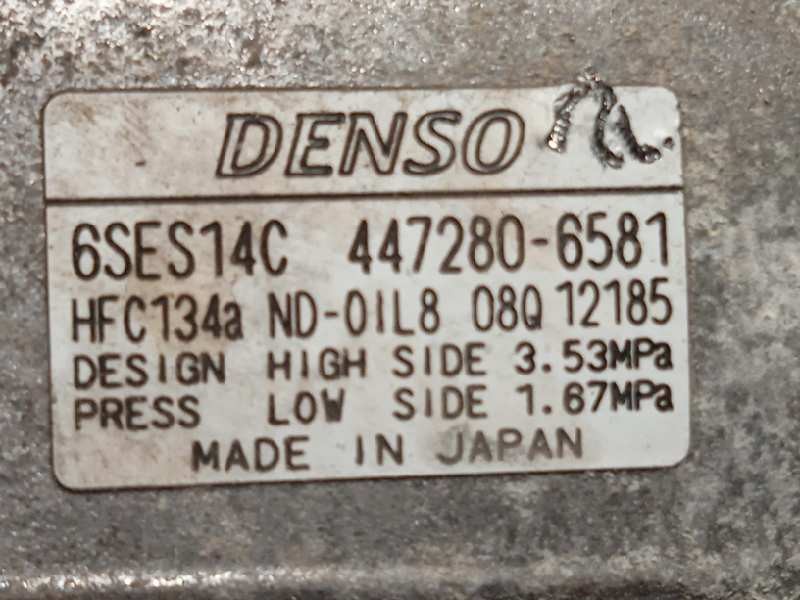 DENSO
6SES14C 447280-6581
HFC134a ND-OIL8 08Q 12185
DESIGN HIGH SIDE 3.53MPa
PRESS LOW SIDE 1.67MPa
MADE IN JAPAN